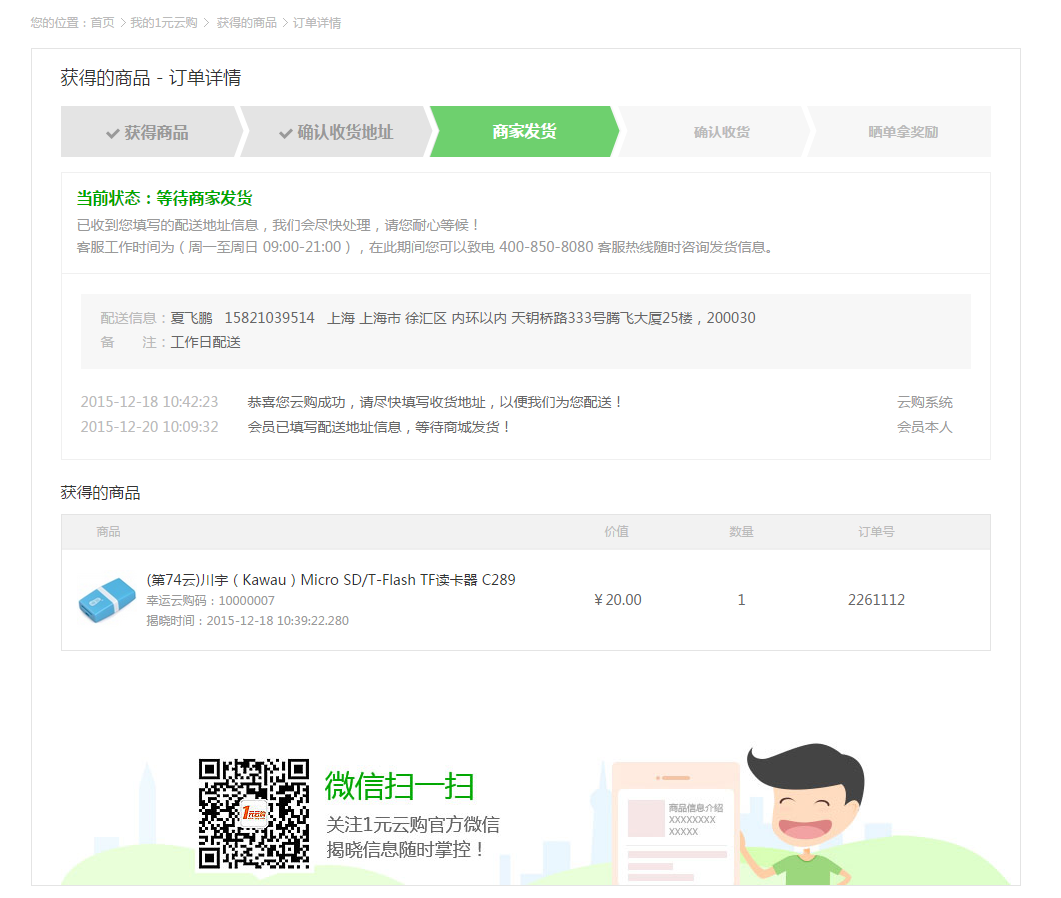 您的位置：首页 > 我的1元云购 > 获得的商品 > 订单详情
获得的商品 - 订单详情
获得商品 确认收货地址 商家发货 确认收货 晒单拿奖励
当前状态：等待商家发货
已收到您填写的配送地址信息，我们会尽快处理，请您耐心等候！
客服工作时间为（周一至周日 09:00-21:00），在此期间您可以致电 400-850-8080 客服热线随时咨询发货信息。
配送信息：夏飞鹏 15821039514 上海 上海市 徐汇区 内环以内 天钥桥路333号腾飞大厦25楼，200030
备 注：工作日配送
2015-12-18 10:42:23 恭喜您云购成功，请尽快填写收货地址，以便我们为您配送！ 云购系统
2015-12-20 10:09:32 会员已填写配送地址信息，等待商城发货！ 会员本人
获得的商品
商品 价值 数量 订单号
(第74云)川宇（Kawau）Micro SD/T-Flash TF读卡器 C289
幸运云购码：10000007
揭晓时间：2015-12-18 10:39:22.280
￥20.00 1 2261112
1元云购
微信扫一扫
关注1元云购官方微信
揭晓信息随时掌控！
商品信息介绍
XXXXXXXX
XXXXX